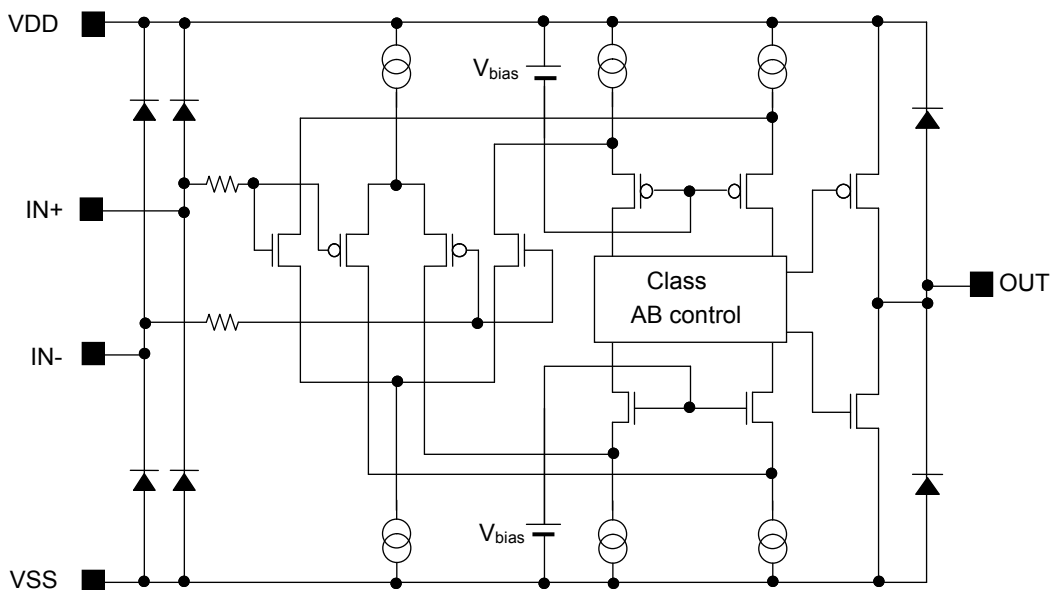 VDD
Vbias
IN+
Class
AB control
OUT
IN-
Vbias
VSS